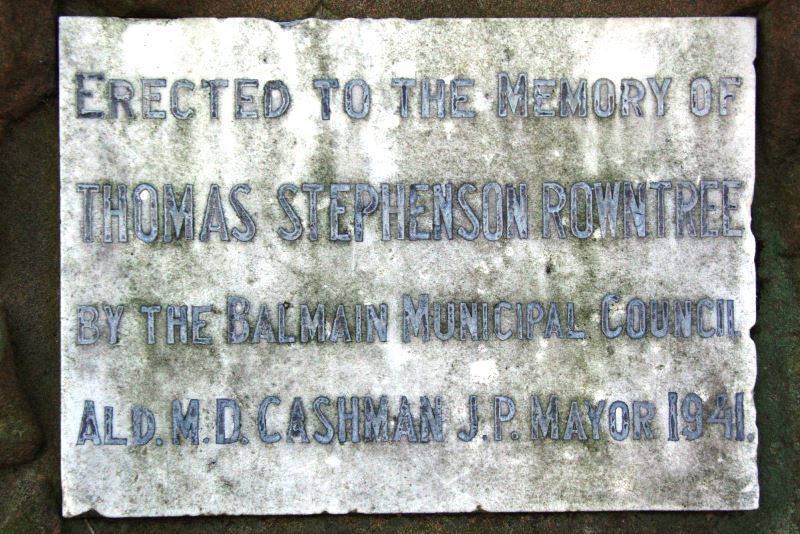 ERECTED TO THE MEMORY OF
THOMAS STEPHENSON ROWNTREE
BY THE BALMAIN MUNICIPAL COUNCIL
ALD. M.D. CASHMAN J.P. MAYOR 1941.